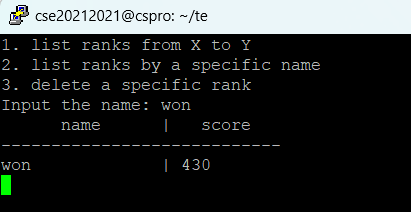 cse20212021@cspro: ~/te
1. list ranks from X to Y
2. list ranks by a specific name
3. delete a specific rank
Input the name: won
name | score
----------------------------
won | 430